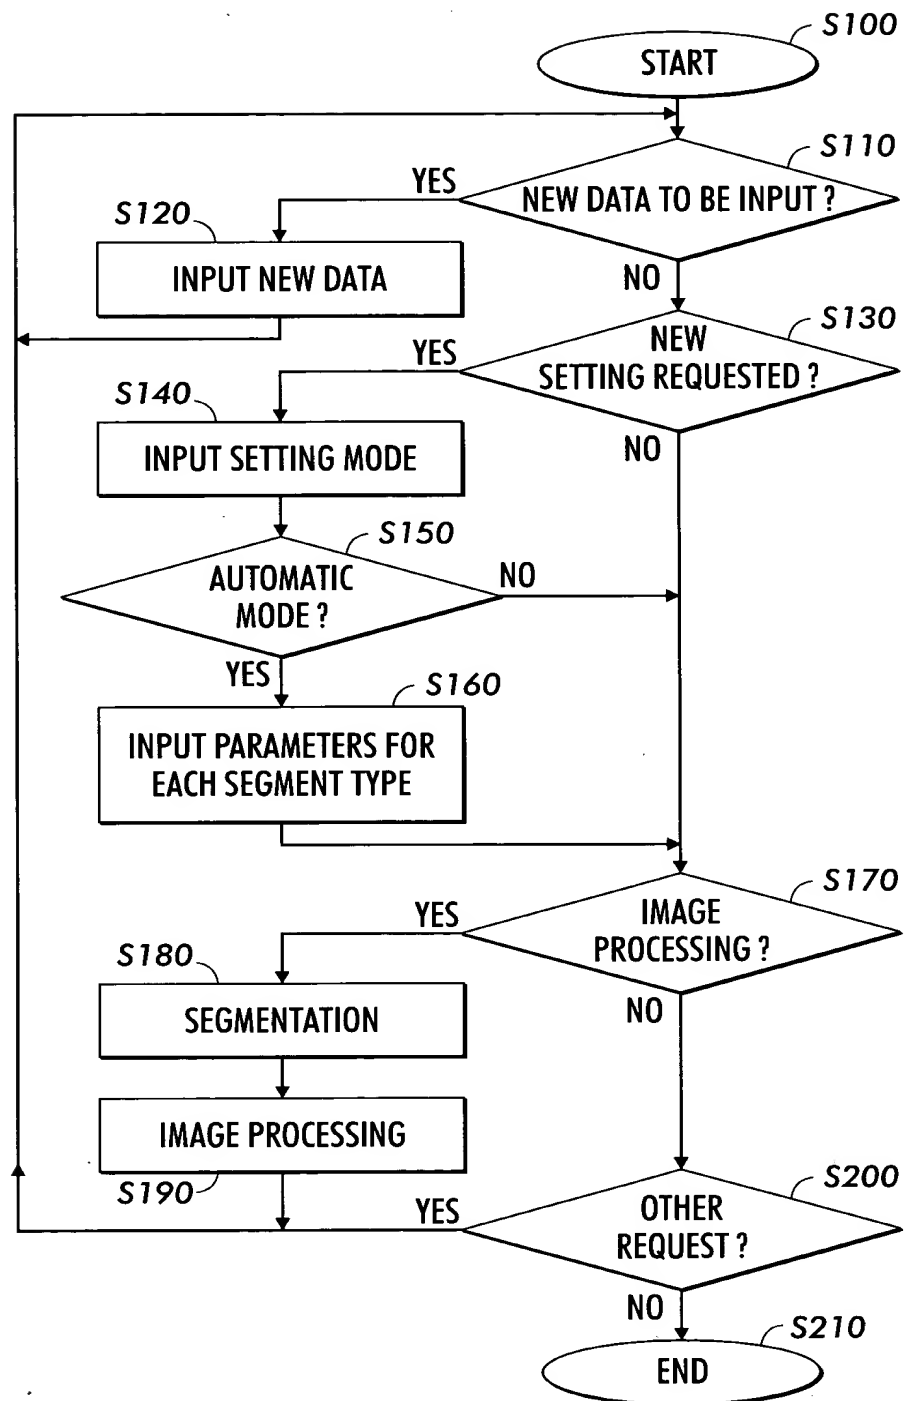 S100
START
S110
NEW DATA TO BE INPUT ?
YES
S120
INPUT NEW DATA
NO
S130
NEW
SETTING REQUESTED ?
YES
S140
INPUT SETTING MODE
NO
S150
AUTOMATIC
MODE ?
NO
YES
S160
INPUT PARAMETERS FOR
EACH SEGMENT TYPE
S170
IMAGE
PROCESSING ?
YES
S180
SEGMENTATION
NO
IMAGE PROCESSING
S190
S200
OTHER
REQUEST ?
YES
NO
S210
END